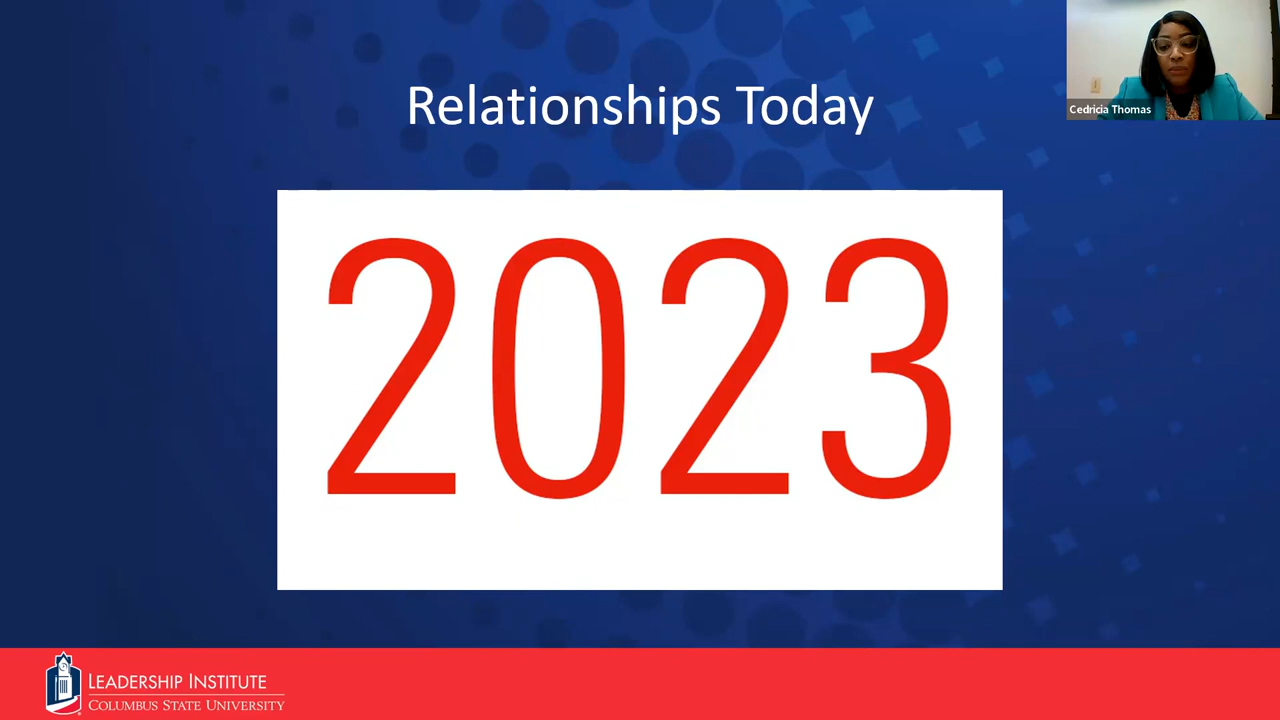 Relationships Today
Cedricia Thomas
2023
LEADERSHIP INSTITUTE
COLUMBUS STATE UNIVERSITY